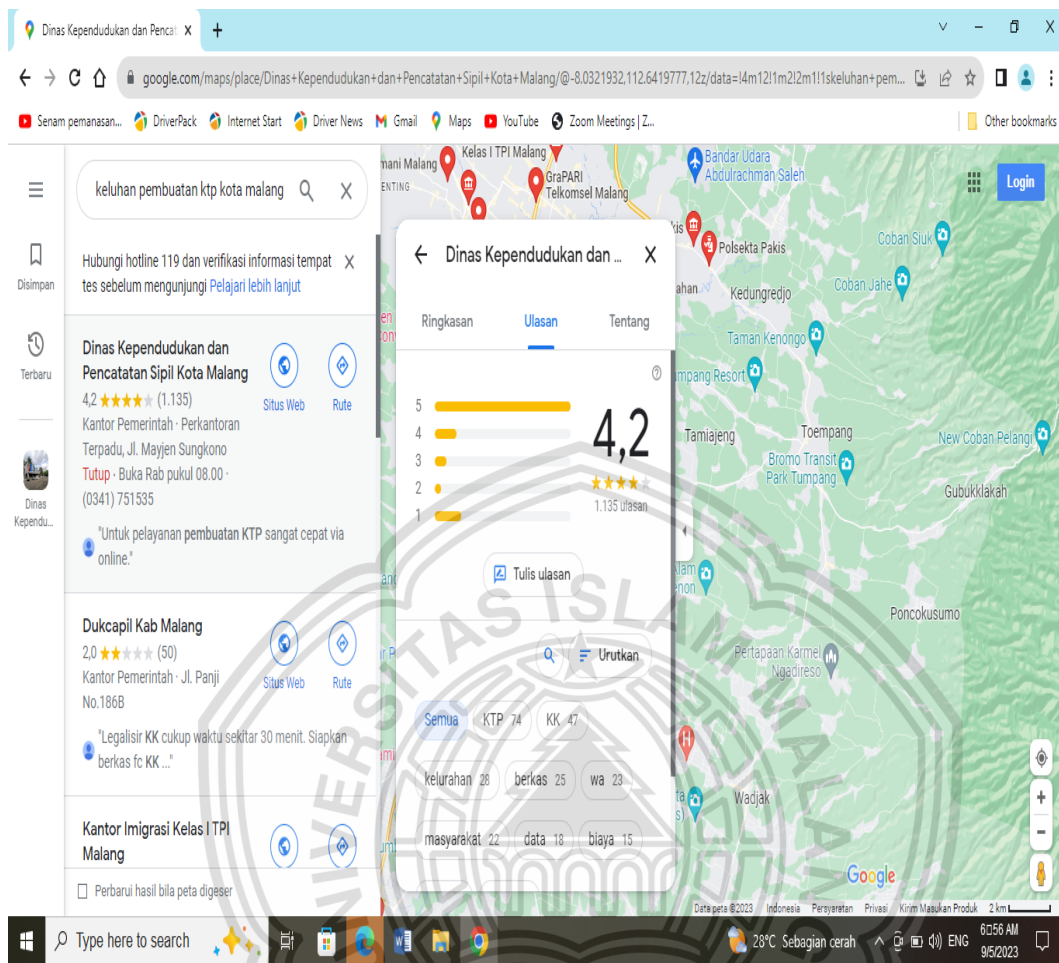 Dinas Kependudukan dan Pencat
google.com/maps/place/Dinas+Kependudukan+dan+Pencatatan+Sipil+Kota+Malang/@-8.0321932,112.6419777,12z/data=!4m12!1m2!2m1!1skeluhan+pem...
Senam pemanasan...
DriverPack
Internet Start
Driver News
Gmail
Maps
YouTube
Zoom Meetings | Z...
Other bookmarks
keluhan pembuatan ktp kota malang
Disimpan
Terbaru
Dinas
Kependu...
Hubungi hotline 119 dan verifikasi informasi tempat
tes sebelum mengunjungi Pelajari lebih lanjut
Dinas Kependudukan dan
Pencatatan Sipil Kota Malang
4,2 (1.135)
Kantor Pemerintah · Perkantoran
Terpadu, Jl. Mayjen Sungkono
Tutup · Buka Rab pukul 08.00 ·
(0341) 751535
Situs Web
Rute
"Untuk pelayanan pembuatan KTP sangat cepat via
online."
Dukcapil Kab Malang
2,0 (50)
Kantor Pemerintah · Jl. Panji
No.186B
Situs Web
Rute
"Legalisir KK cukup waktu sekitar 30 menit. Siapkan
berkas fc KK ..."
Kantor Imigrasi Kelas I TPI
Malang
Perbarui hasil bila peta digeser
Dinas Kependudukan dan ...
Ringkasan
Ulasan
Tentang
5
4
3
2
1
4,2
1.135 ulasan
Tulis ulasan
Urutkan
Semua
KTP 74
KK 47
kelurahan 28
berkas 25
wa 23
masyarakat 22
data 18
biaya 15
Malang
Kelas I TPI Malang
GraPARI
Telkomsel Malang
Bandar Udara
Abdulrachman Saleh
Login
Polsekta Pakis
Coban Siuk
Kedungredjo
Coban Jahe
Taman Kenongo
Resort
Tamiajeng
Toempang
New Coban Pelangi
Bromo Transit
Park Tumpang
Gubukklakah
Poncokusumo
Pertapaan Karmel
Ngadireso
Wadjak
Google
Data peta ©2023
Indonesia
Persyaratan
Privasi
Kirim Masukan Produk
2 km
UNIVERSITAS ISLAM MALANG
Type here to search
28°C Sebagian cerah
ENG
6:56 AM
9/5/2023